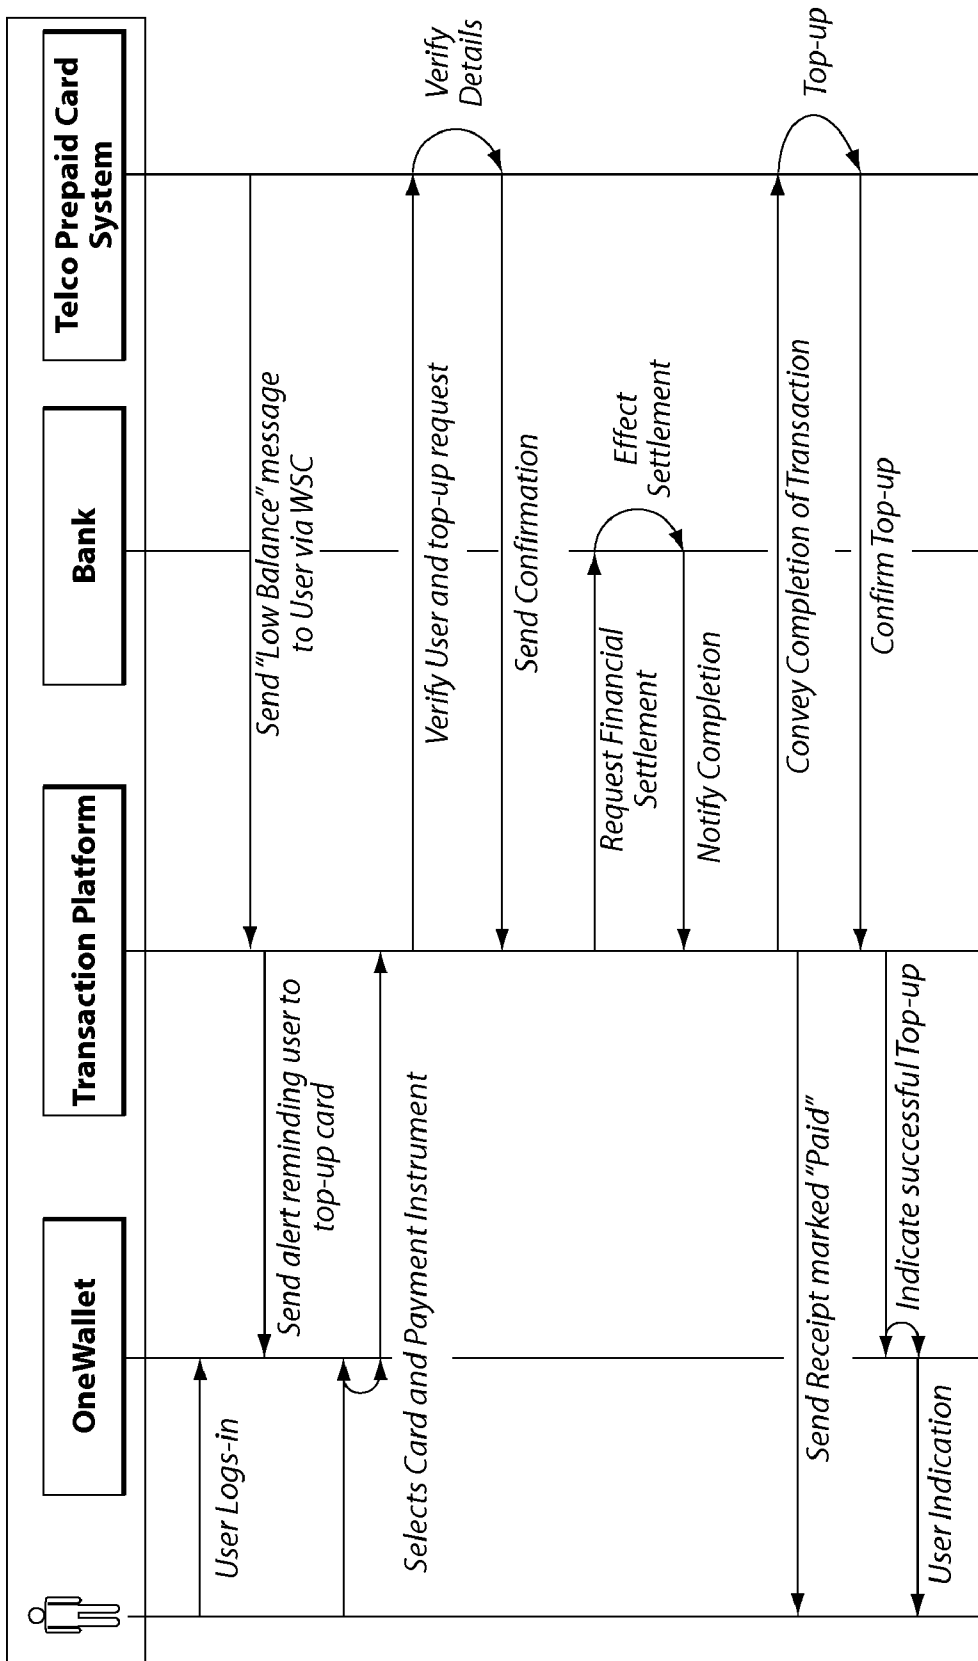 OneWallet
Transaction Platform
Bank
Telco Prepaid Card
System
User Logs-in
Send “Low Balance” message
to User via WSC
Send alert reminding user to
top-up card
Selects Card and Payment Instrument
Verify User and top-up request
Verify
Details
Send Confirmation
Request Financial
Settlement
Effect
Settlement
Notify Completion
Convey Completion of Transaction
Top-up
Send Receipt marked “Paid”
Confirm Top-up
Indicate successful Top-up
User Indication